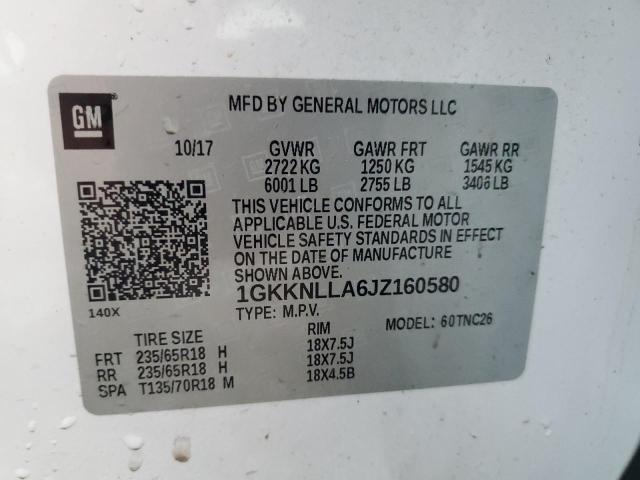 GM
MFD BY GENERAL MOTORS LLC
10/17 GVWR GAWR FRT GAWR RR
2722 KG 1250 KG 1545 KG
6001 LB 2755 LB 3406 LB
THIS VEHICLE CONFORMS TO ALL
APPLICABLE U.S. FEDERAL MOTOR
VEHICLE SAFETY STANDARDS IN EFFECT
ON THE DATE OF MANUFACTURE
SHOWN ABOVE.
1GKKNLLA6JZ160580
140X
TYPE: M.P.V.
MODEL: 60TNC26
TIRE SIZE RIM
FRT 235/65R18 H 18X7.5J
RR 235/65R18 H 18X7.5J
SPA T135/70R18 M 18X4.5B